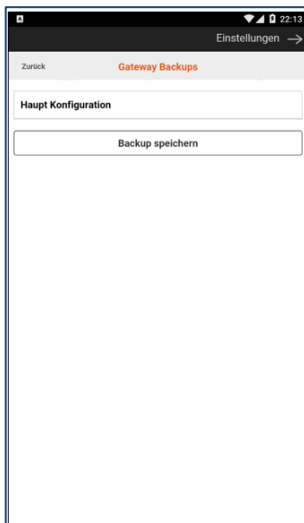 22:13
Einstellungen →
Zurück
Gateway Backups
Haupt Konfiguration
Backup speichern